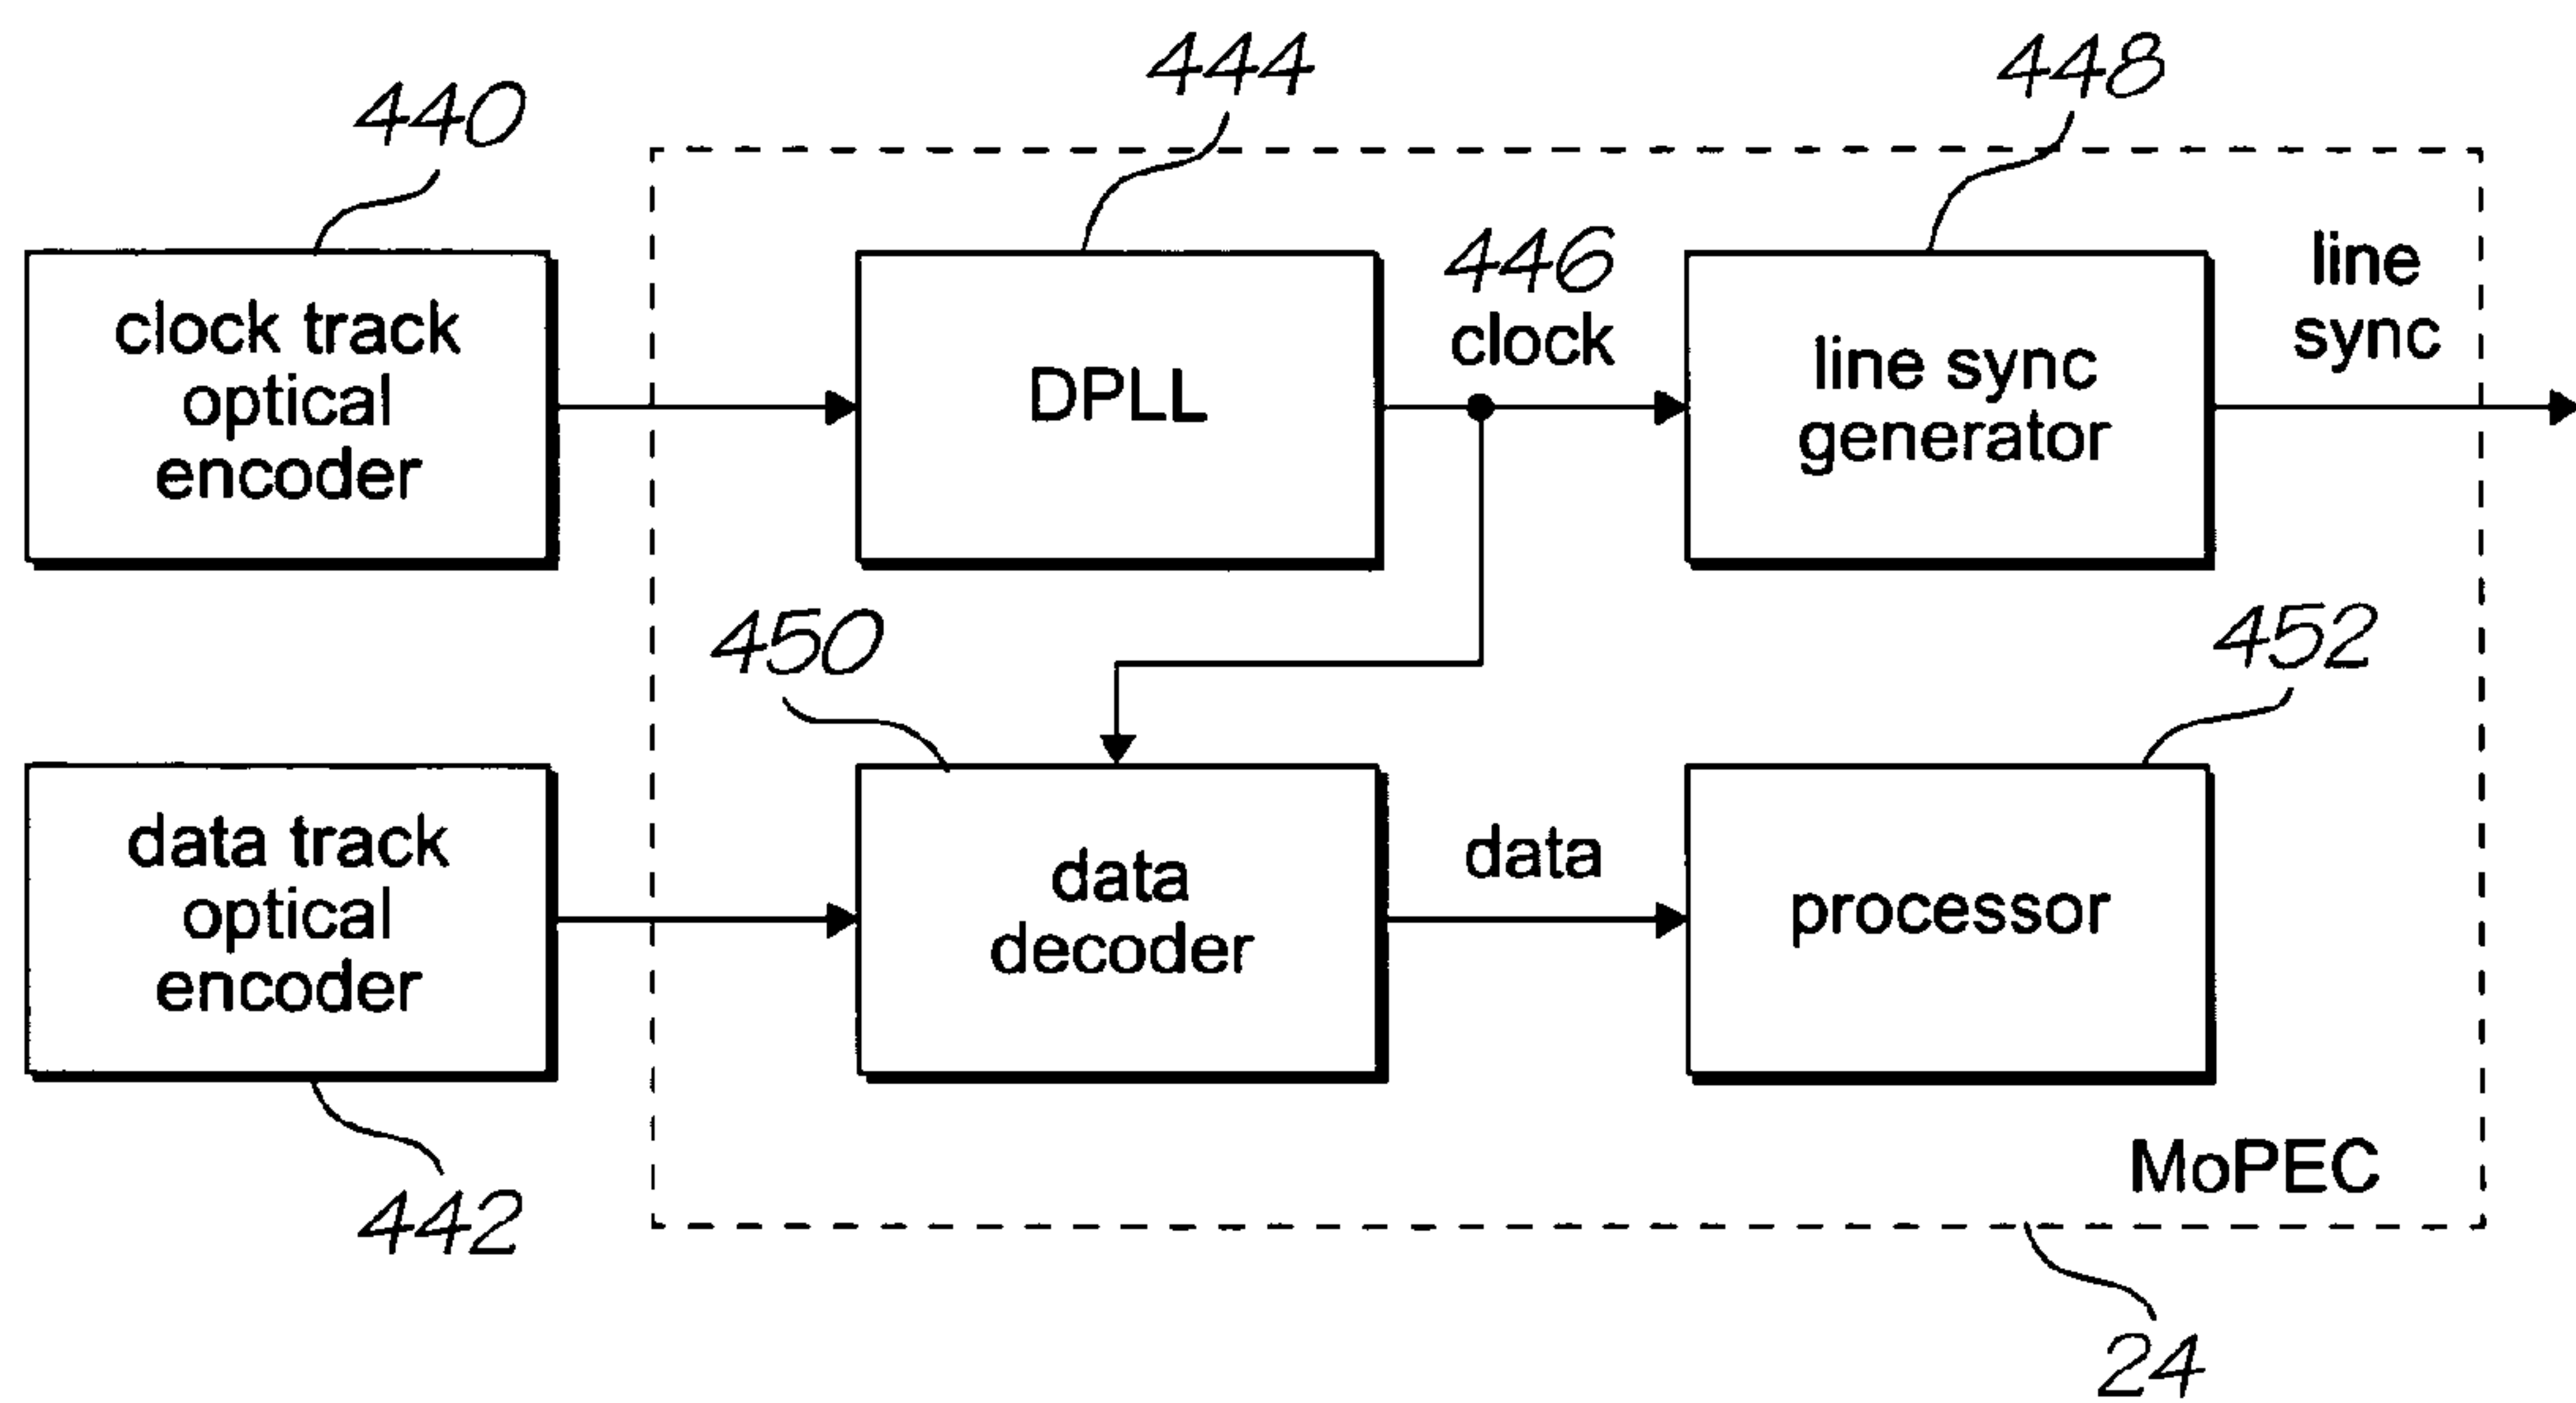 444
448
440
446
clock
line
sync
clock track
optical
encoder
DPLL
line sync
generator
450
452
data track
optical
encoder
data
decoder
data
processor
MoPEC
442
24